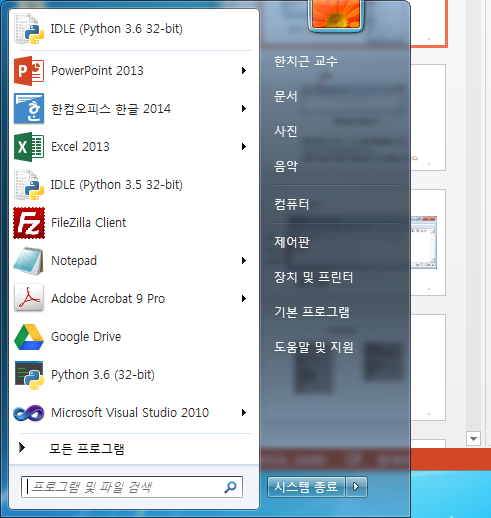 IDLE (Python 3.6 32-bit)
PowerPoint 2013
한컴오피스 한글 2014
Excel 2013
IDLE (Python 3.5 32-bit)
FileZilla Client
Notepad
Adobe Acrobat 9 Pro
Google Drive
Python 3.6 (32-bit)
Microsoft Visual Studio 2010
모든 프로그램
프로그램 및 파일 검색
한치근 교수
문서
사진
음악
컴퓨터
제어판
장치 및 프린터
기본 프로그램
도움말 및 지원
시스템 종료